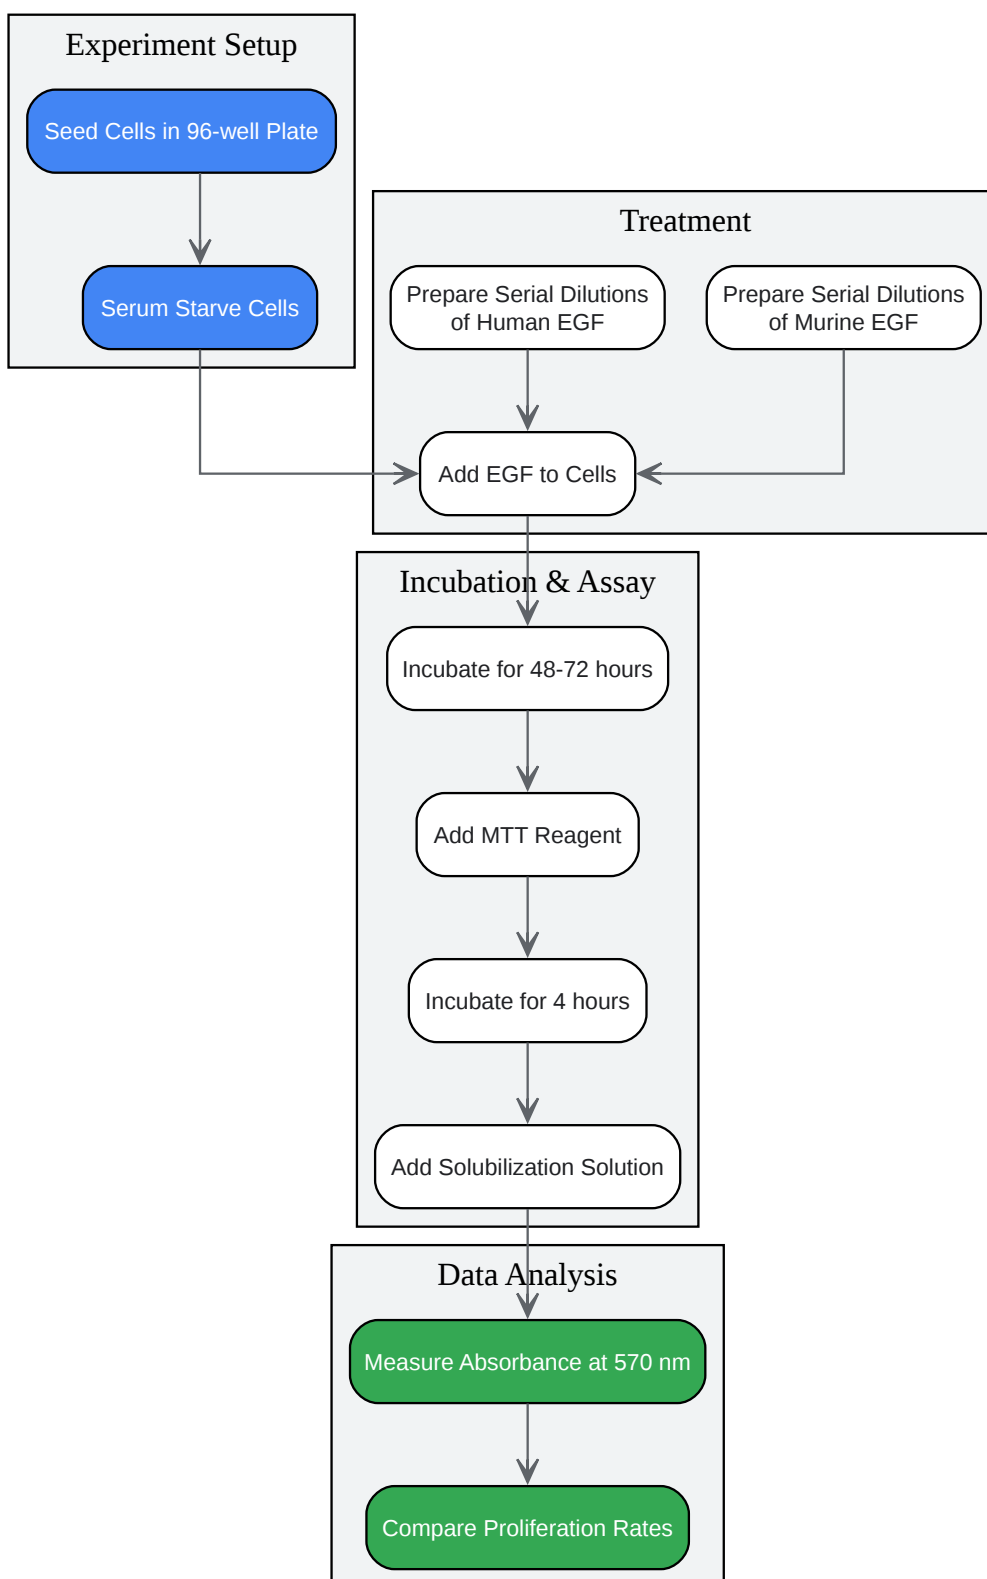 Experiment Setup
Seed Cells in 96-well Plate
Serum Starve Cells
Treatment
Prepare Serial Dilutions
of Human EGF
Prepare Serial Dilutions
of Murine EGF
Add EGF to Cells
Incubation & Assay
Incubate for 48-72 hours
Add MTT Reagent
Incubate for 4 hours
Add Solubilization Solution
Data Analysis
Measure Absorbance at 570 nm
Compare Proliferation Rates